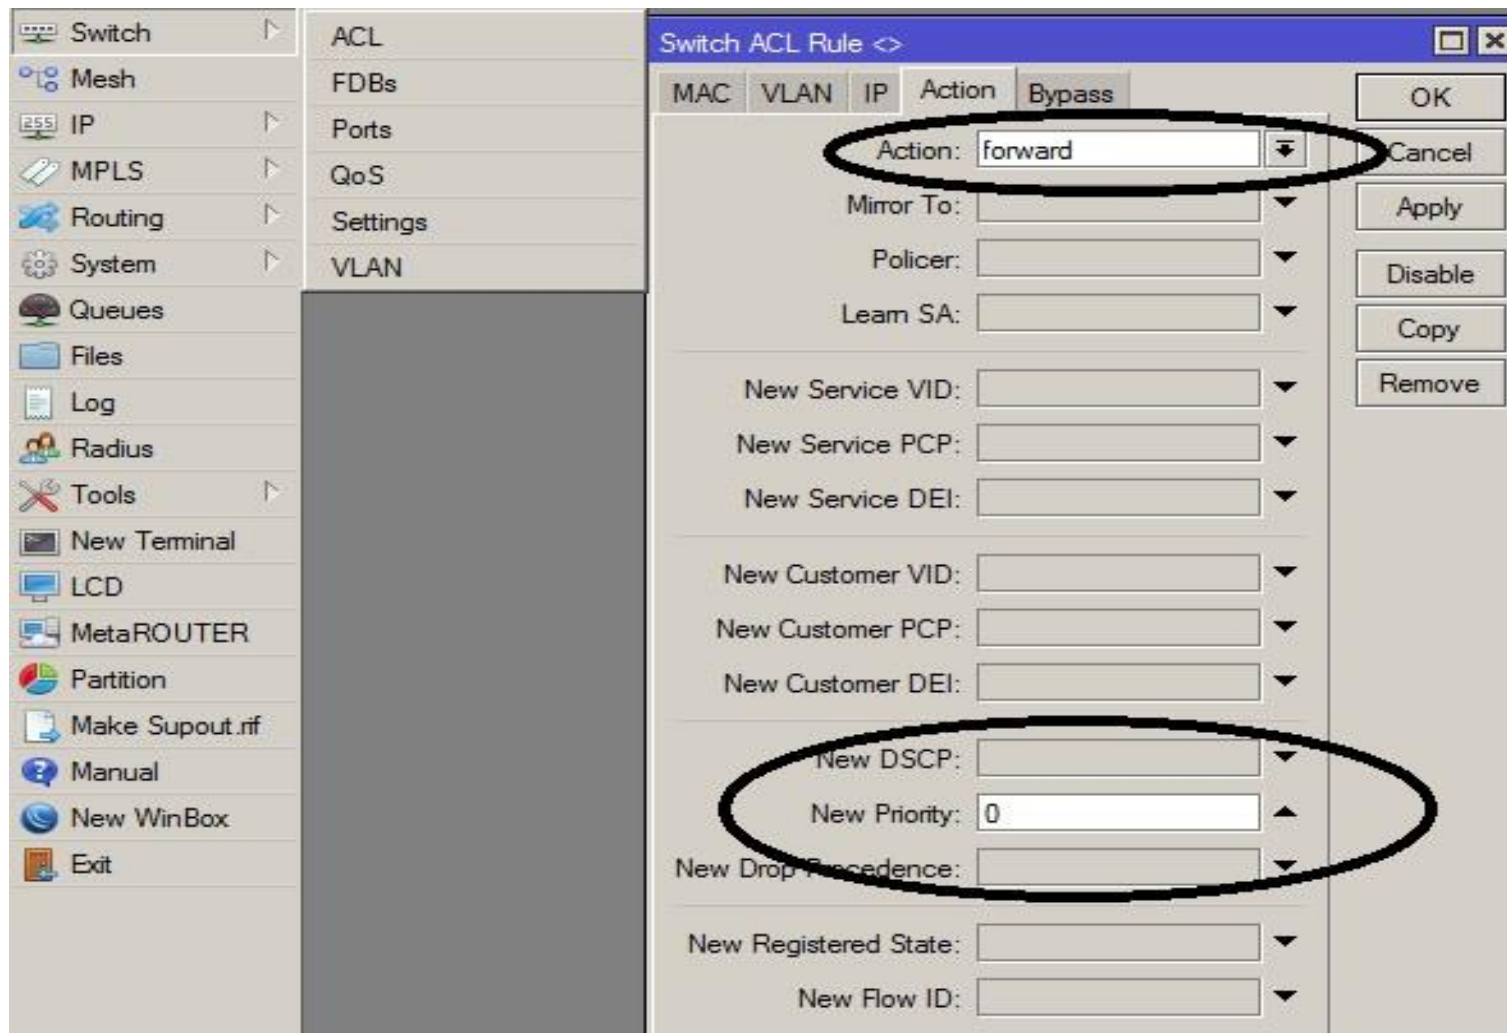 Switch
Mesh
255 IP
MPLS
Routing
System
Queues
Files
Log
Radius
Tools
New Terminal
LCD
MetaROUTER
Partition
Make Supout.rif
Manual
New WinBox
Exit
ACL
FDBs
Ports
QoS
Settings
VLAN
Switch ACL Rule <>
MAC VLAN IP Action Bypass
Action: forward
Mirror To:
Policer:
Learn SA:
New Service VID:
New Service PCP:
New Service DEI:
New Customer VID:
New Customer PCP:
New Customer DEI:
New DSCP:
New Priority: 0
New Drop Precedence:
New Registered State:
New Flow ID:
OK
Cancel
Apply
Disable
Copy
Remove